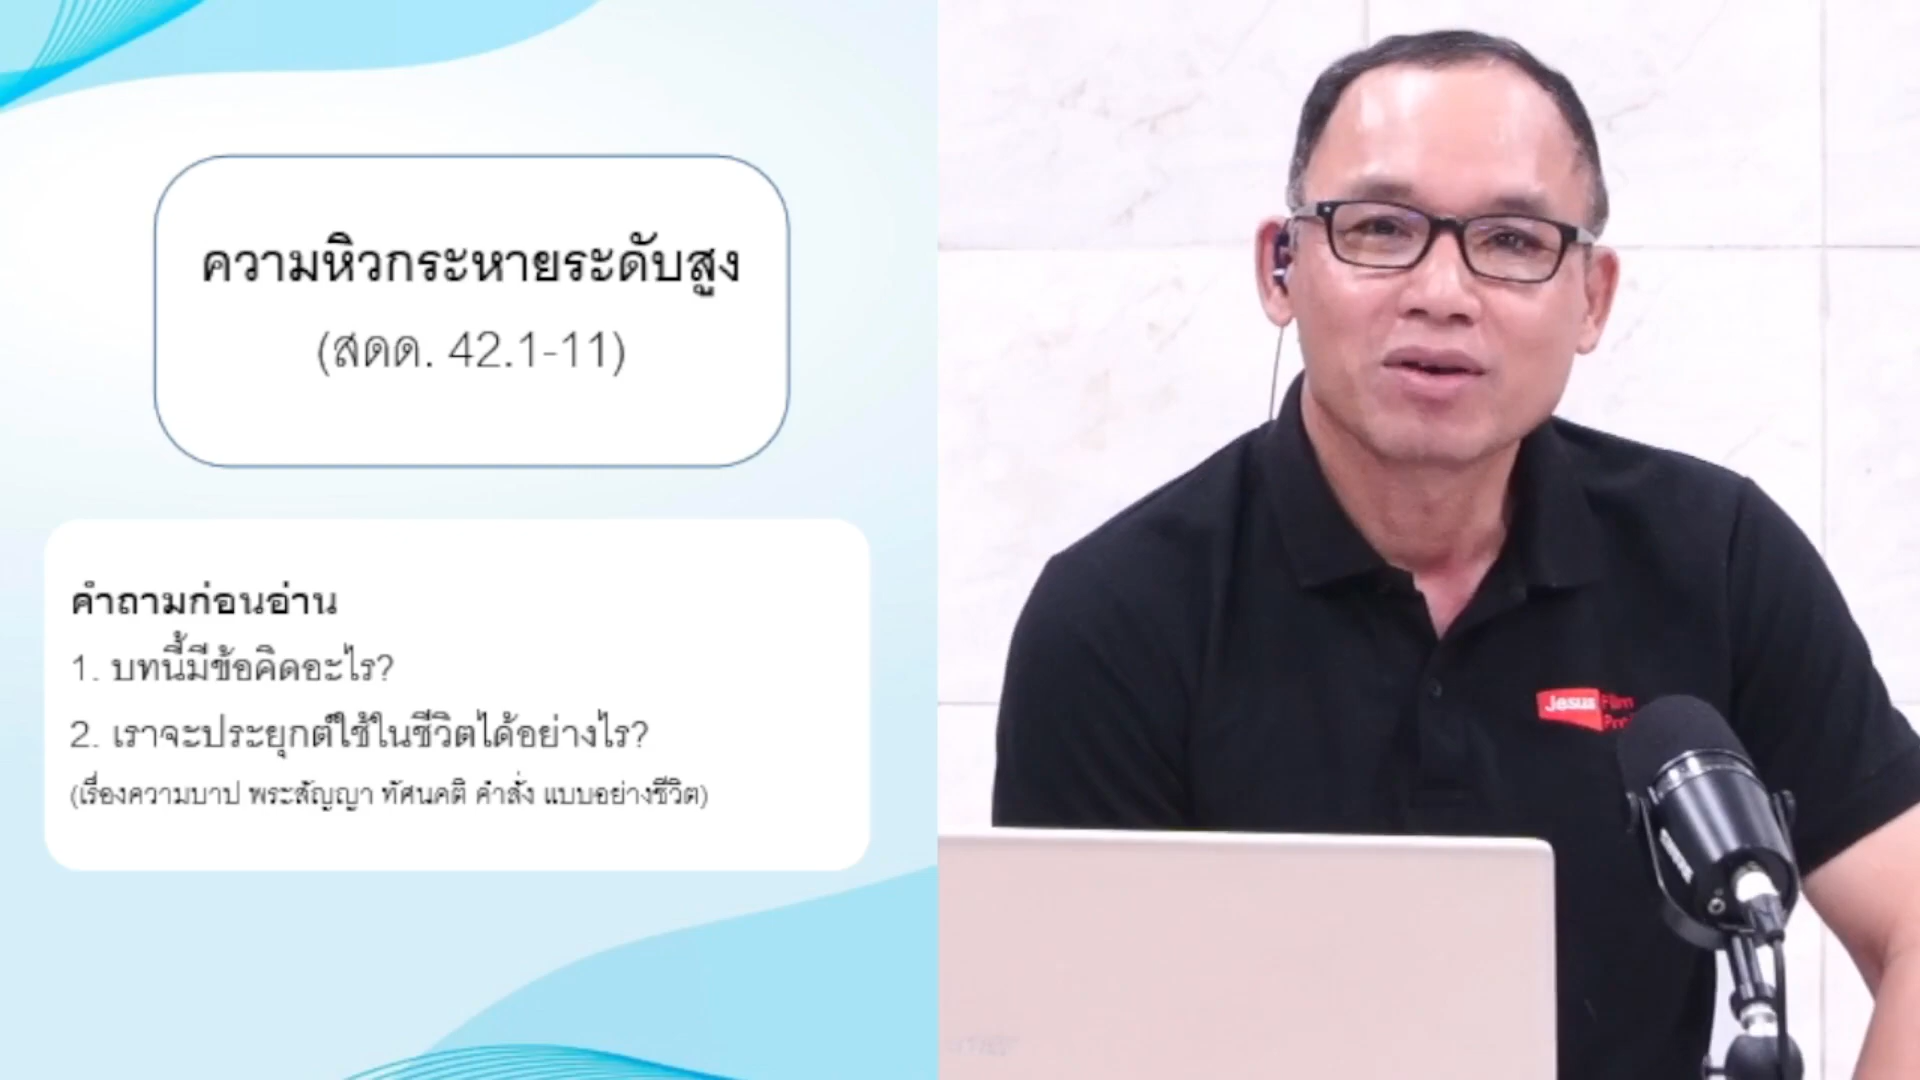 ความหิวกระหายระดับสูง
(สดด. 42.1-11)
คำถามก่อนอ่าน
1. บทนี้มีข้อคิดอะไร?
2. เราจะประยุกต์ใช้ในชีวิตได้อย่างไร?
(เรื่องความบาป พระสัญญา ทัศนคติ คำสั่ง แบบอย่างชีวิต)
Jesus Film